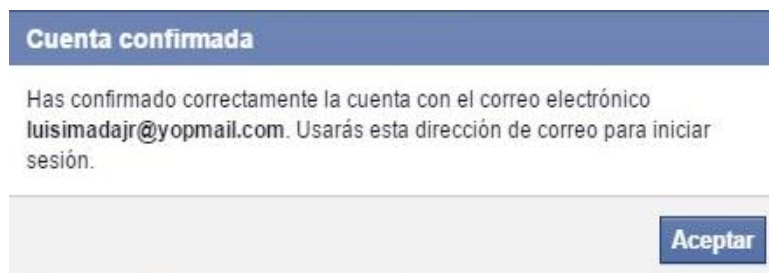 Cuenta confirmada
Has confirmado correctamente la cuenta con el correo electrónico
luisimadajr@yopmail.com. Usarás esta dirección de correo para iniciar
sesión.
Aceptar